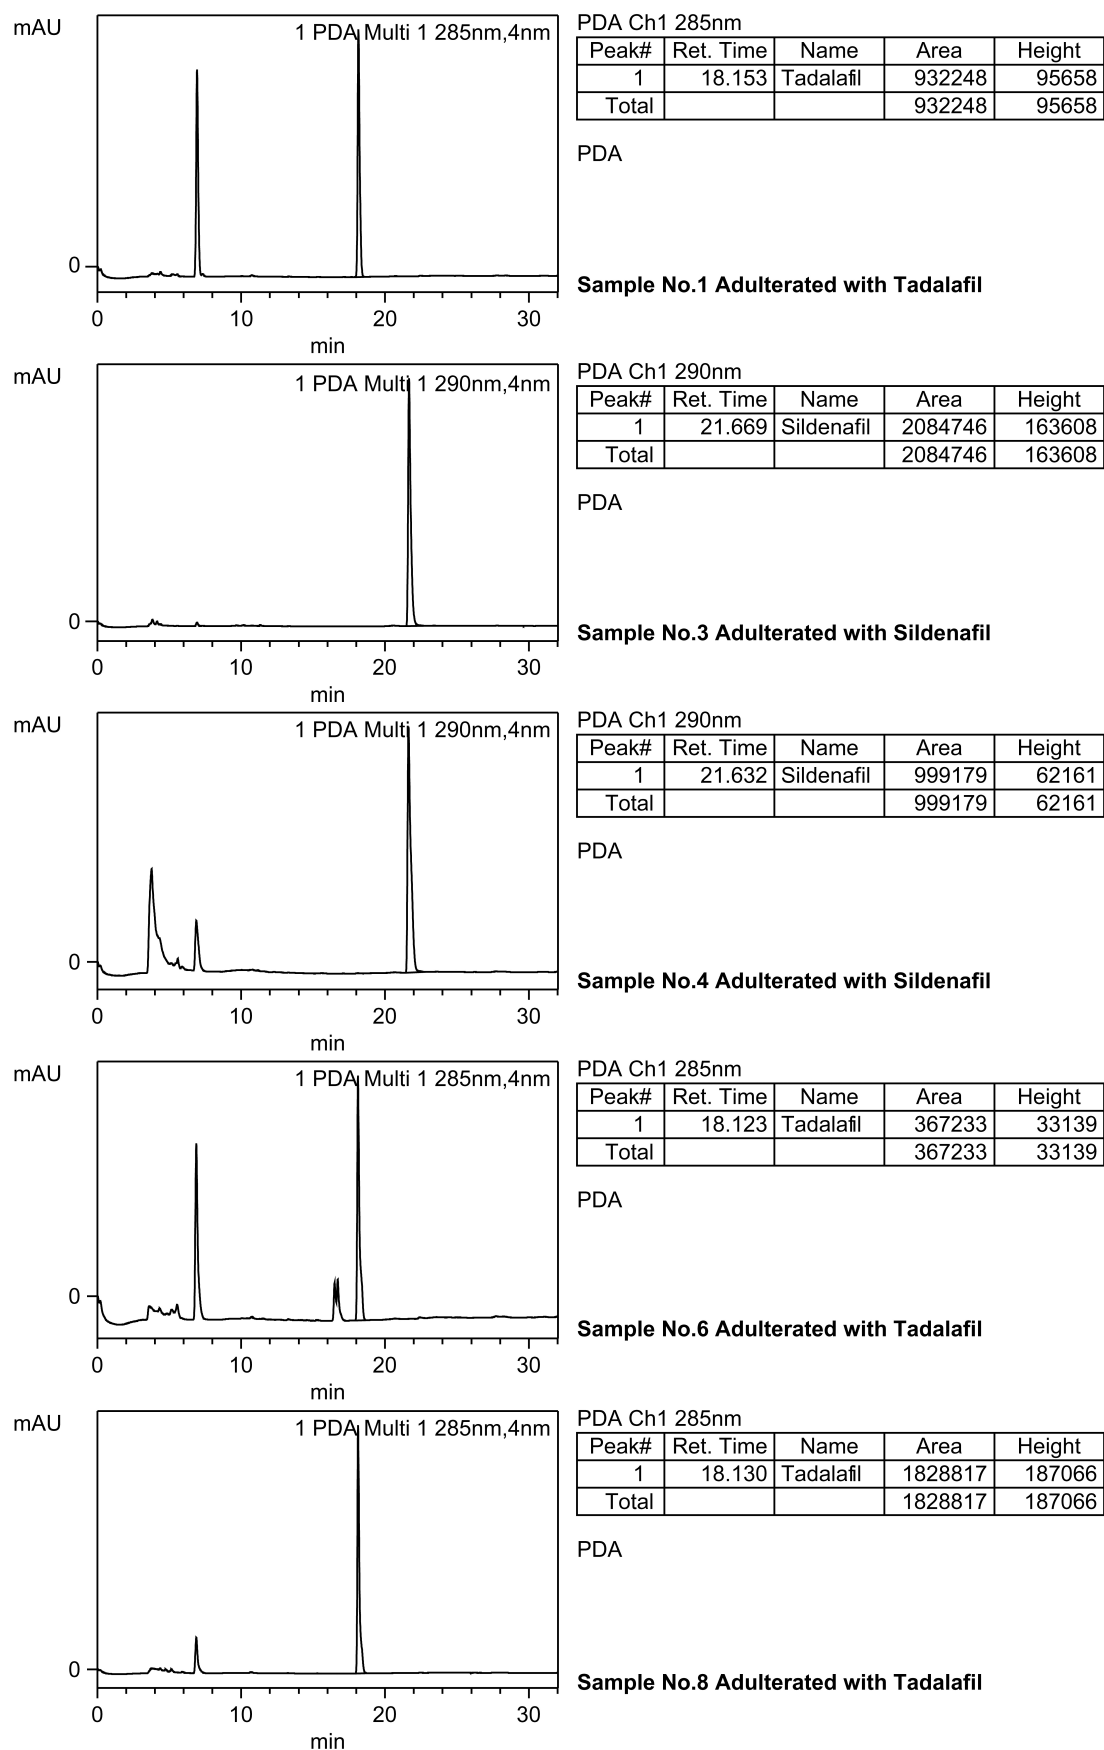 mAU
1 PDA Multi 1 285nm,4nm
0
0 10 20 30
min
PDA Ch1 285nm
Peak# Ret. Time Name Area Height
1 18.153 Tadalafil 932248 95658
Total 932248 95658
PDA
Sample No.1 Adulterated with Tadalafil
mAU
1 PDA Multi 1 290nm,4nm
0
0 10 20 30
min
PDA Ch1 290nm
Peak# Ret. Time Name Area Height
1 21.669 Sildenafil 2084746 163608
Total 2084746 163608
PDA
Sample No.3 Adulterated with Sildenafil
mAU
1 PDA Multi 1 290nm,4nm
0
0 10 20 30
min
PDA Ch1 290nm
Peak# Ret. Time Name Area Height
1 21.632 Sildenafil 999179 62161
Total 999179 62161
PDA
Sample No.4 Adulterated with Sildenafil
mAU
1 PDA Multi 1 285nm,4nm
0
0 10 20 30
min
PDA Ch1 285nm
Peak# Ret. Time Name Area Height
1 18.123 Tadalafil 367233 33139
Total 367233 33139
PDA
Sample No.6 Adulterated with Tadalafil
mAU
1 PDA Multi 1 285nm,4nm
0
0 10 20 30
min
PDA Ch1 285nm
Peak# Ret. Time Name Area Height
1 18.130 Tadalafil 1828817 187066
Total 1828817 187066
PDA
Sample No.8 Adulterated with Tadalafil